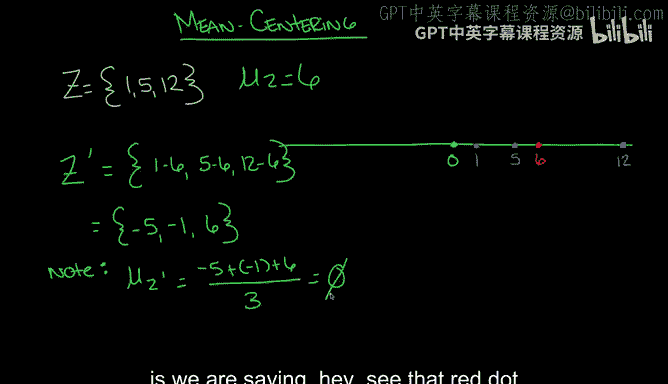 GPT中英字幕课程资源@bilibili.com
MEAN-CENTERING
GPT中英字幕课程资源 bilibili
Z = {1,5,12} μz=6
Z' = {1-6, 5-6, 12-6}
0 1 5 6 12
= {-5, -1, 6}
NOTE: μz' = -5+(-1)+6 / 3 = 0
is we are saying, hey, see that red dot